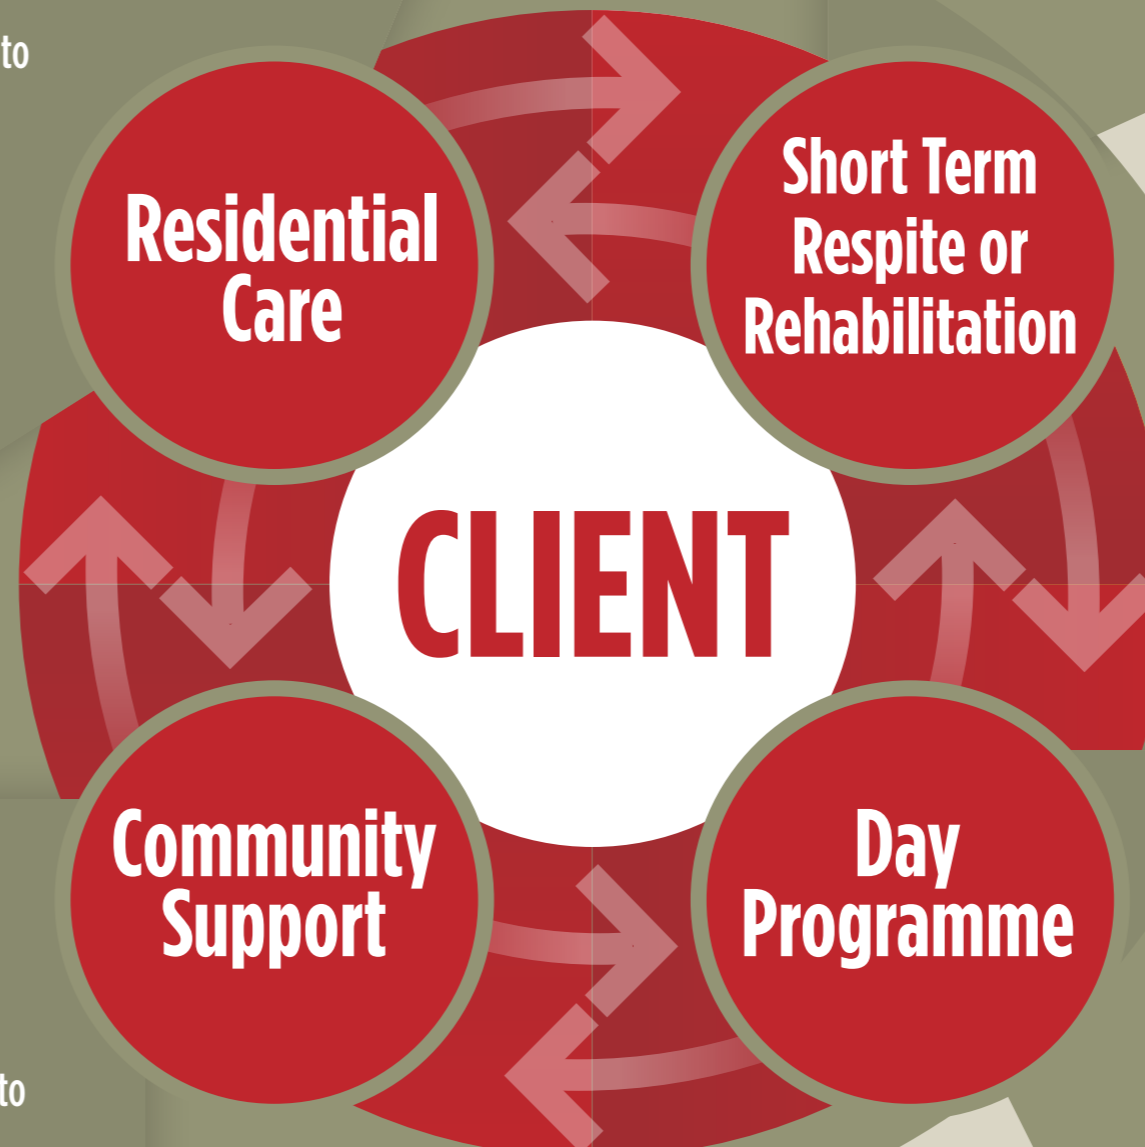 to
Residential
Care
Short Term
Respite or
Rehabilitation
CLIENT
Community
Support
Day
Programme
to